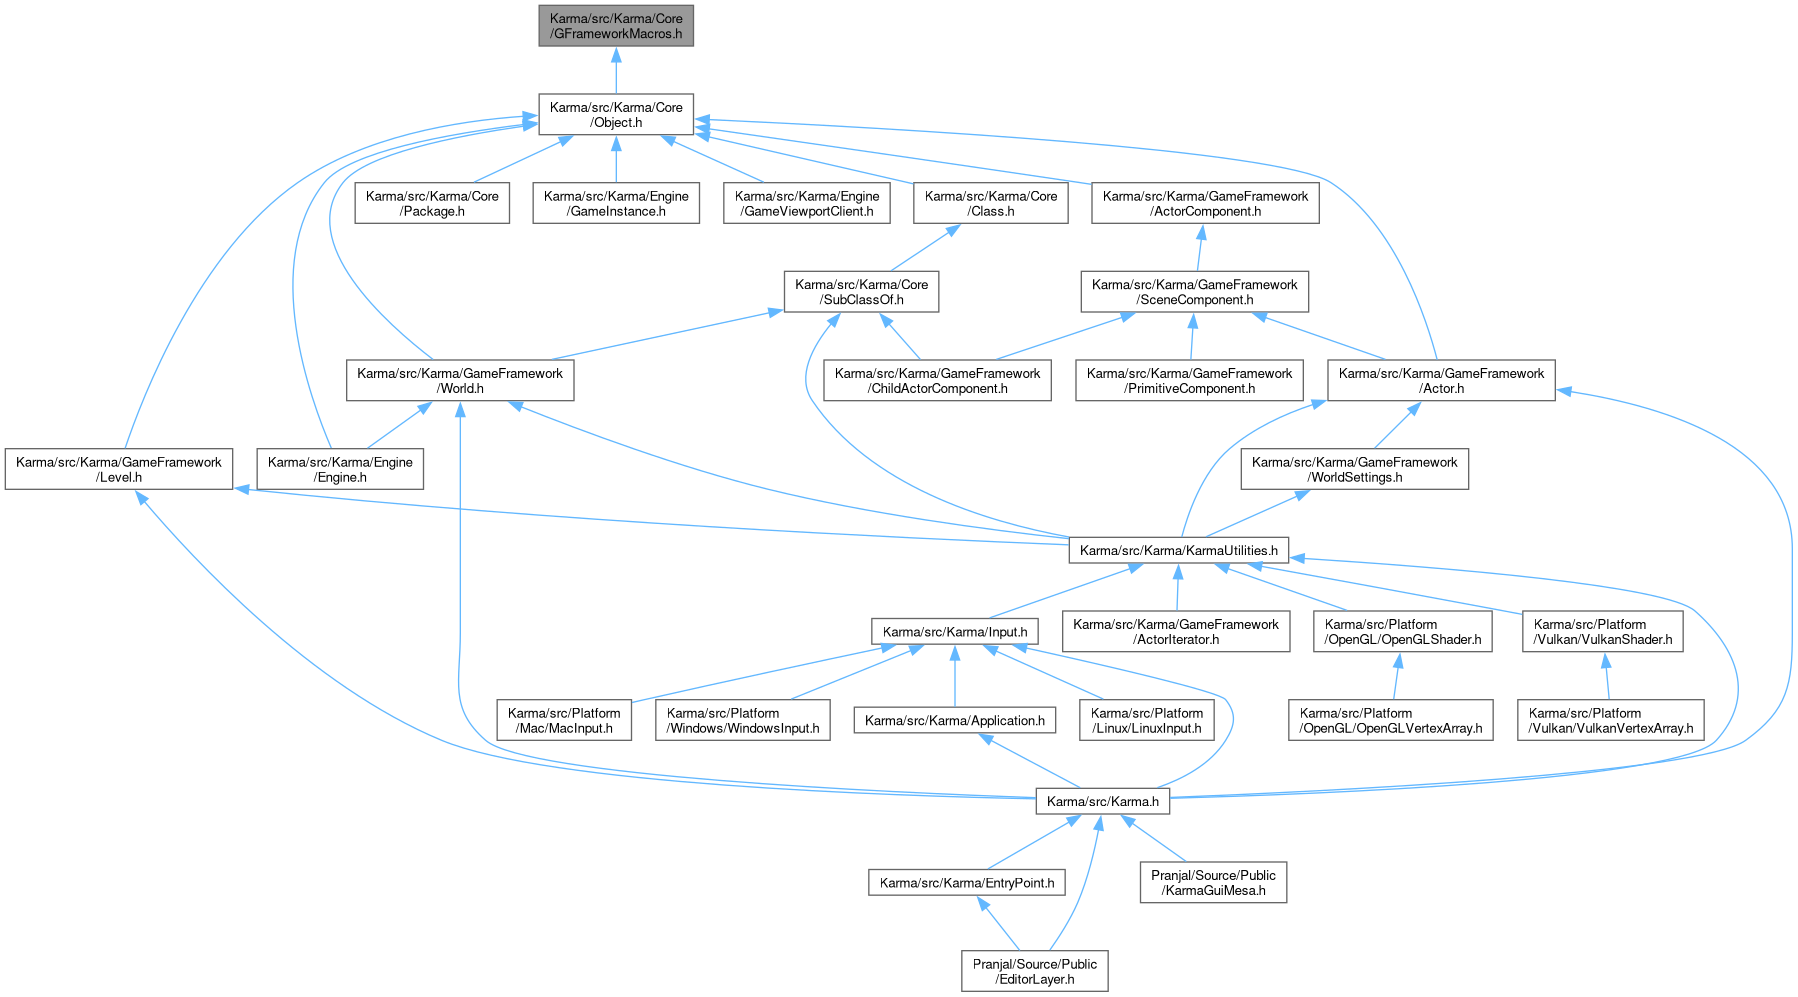 Karma/src/Karma/Core
/GFrameworkMacros.h
Karma/src/Karma/Core
/Object.h
Karma/src/Karma/Core
/Package.h
Karma/src/Karma/Engine
/GameInstance.h
Karma/src/Karma/Engine
/GameViewportClient.h
Karma/src/Karma/Core
/Class.h
Karma/src/Karma/GameFramework
/ActorComponent.h
Karma/src/Karma/Core
/SubClassOf.h
Karma/src/Karma/GameFramework
/SceneComponent.h
Karma/src/Karma/GameFramework
/World.h
Karma/src/Karma/GameFramework
/ChildActorComponent.h
Karma/src/Karma/GameFramework
/PrimitiveComponent.h
Karma/src/Karma/GameFramework
/Actor.h
Karma/src/Karma/GameFramework
/Level.h
Karma/src/Karma/Engine
/Engine.h
Karma/src/Karma/GameFramework
/WorldSettings.h
Karma/src/Karma/KarmaUtilities.h
Karma/src/Karma/Input.h
Karma/src/Karma/GameFramework
/ActorIterator.h
Karma/src/Platform
/OpenGL/OpenGLShader.h
Karma/src/Platform
/Vulkan/VulkanShader.h
Karma/src/Platform
/Mac/MacInput.h
Karma/src/Platform
/Windows/WindowsInput.h
Karma/src/Karma/Application.h
Karma/src/Platform
/Linux/LinuxInput.h
Karma/src/Platform
/OpenGL/OpenGLVertexArray.h
Karma/src/Platform
/Vulkan/VulkanVertexArray.h
Karma/src/Karma.h
Karma/src/Karma/EntryPoint.h
Pranjal/Source/Public
/KarmaGuiMesa.h
Pranjal/Source/Public
/EditorLayer.h